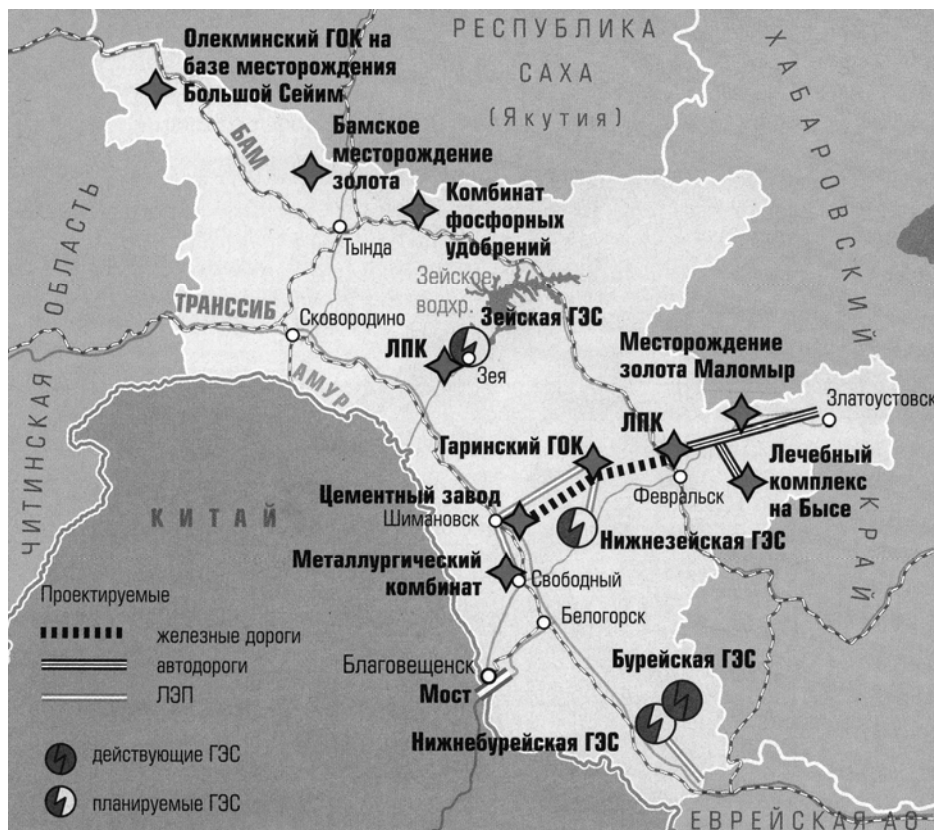 Олекминский ГОК на
базе месторождения
Большой Сейим
РЕСПУБЛИКА
САХА
(Якутия)
ХАБАРОВСКИЙ
КРАЙ
БАМ
Бамское
месторождение
золота
Комбинат
фосфорных
удобрений
Тында
ЧИТИНСКАЯ ОБЛАСТЬ
Зейское
водхр.
ТРАНССИБ
Сковородино
Зейская ГЭС
ЛПК
Зея
АМУР
Месторождение
золота Маломыр
Златоустовск
ЛПК
Гаринский ГОК
Лечебный
комплекс
на Бысе
Февральск
Цементный завод
Шимановск
КИТАЙ
Нижнезейская ГЭС
Металлургический
комбинат
Свободный
Белогорск
Благовещенск
Мост
Бурейская ГЭС
Нижнебурейская ГЭС
Проектируемые
железные дороги
автодороги
ЛЭП
действующие ГЭС
планируемые ГЭС
ЕВРЕЙСКАЯ АО